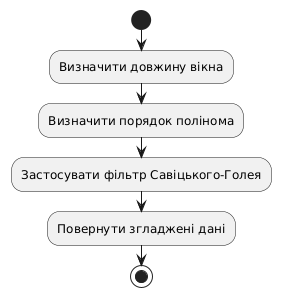 Визначити довжину вікна
Визначити порядок полінома
Застосувати фільтр Савіцького-Голея
Повернути згладжені дані